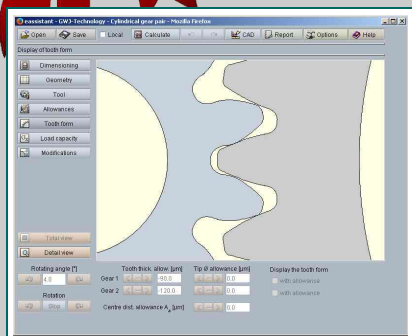 eassistant - GWJ-Technology - Cylindrical gear pair - Mozilla Firefox
Open Save Local Calculate CAD Report Options Help
Display of tooth form
Dimensioning
Geometry
Tool
Allowances
Tooth form
Load capacity
Modifications
Total view
Detail view
Rotating angle [°] Tooth thick. allow. [µm] Tip Ø allowance [µm] Display the tooth form
4.0 Gear 1 -90.0 0.0 with allowance
Rotation Gear 2 -120.0 0.0 with allowance
Stop Centre dist. allowance Aa [µm] 0.0